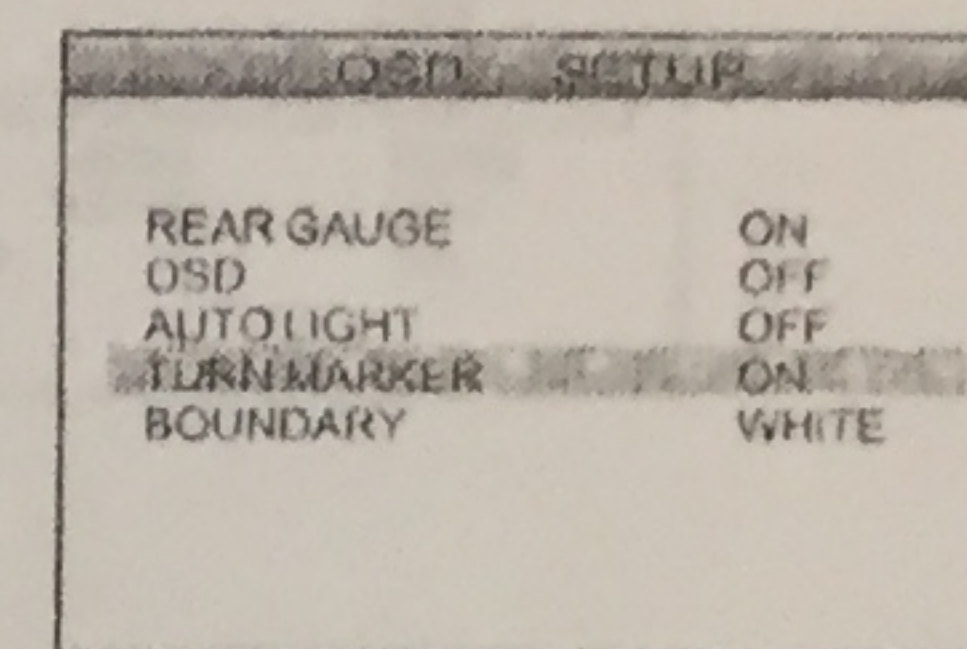 OSD SETUP
REAR GAUGE ON
OSD OFF
AUTO LIGHT OFF
TURN MARKER ON
BOUNDARY WHITE